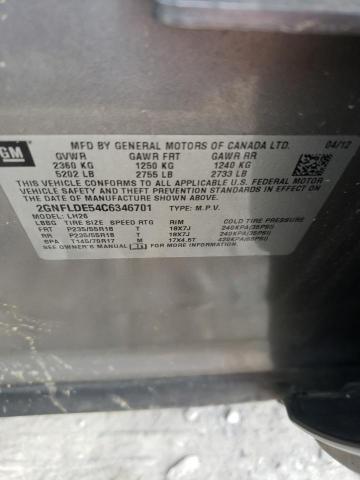 GM
MFD BY GENERAL MOTORS OF CANADA LTD. 04/12
GVWR GAWR FRT GAWR RR
2360 KG 1250 KG 1240 KG
5202 LB 2755 LB 2733 LB
THIS VEHICLE CONFORMS TO ALL APPLICABLE U.S. FEDERAL MOTOR
VEHICLE SAFETY AND THEFT PREVENTION STANDARDS IN EFFECT ON
THE DATE OF MANUFACTURE SHOWN ABOVE.
2GNFLDE54C6346701 TYPE: M.P.V.
MODEL: LH26
LBBS TIRE SIZE SPEED RTG RIM COLD TIRE PRESSURE
FRT P235/55R18 T 18X7J 240KPA(35PSI)
RR P235/55R18 T 18X7J 240KPA(35PSI)
SPA T145/70R17 M 17X4.5T 420KPA(60PSI)
SEE OWNER'S MANUAL FOR MORE INFORMATION.